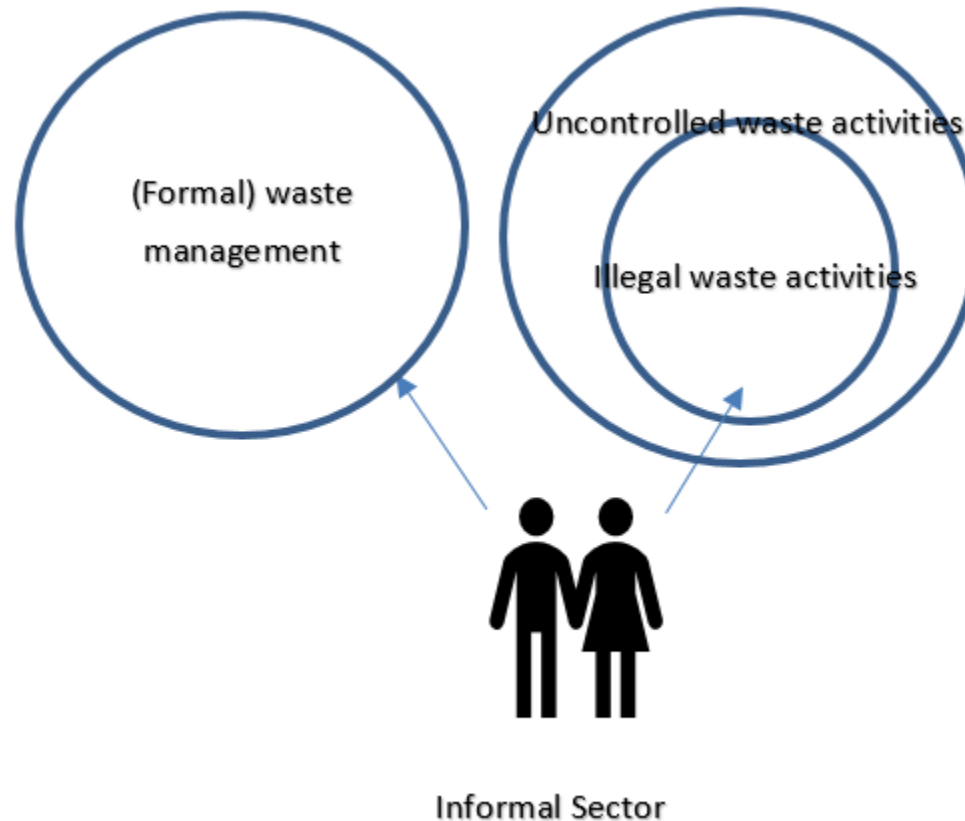 (Formal) waste
management
Uncontrolled waste activities
Illegal waste activities
Informal Sector